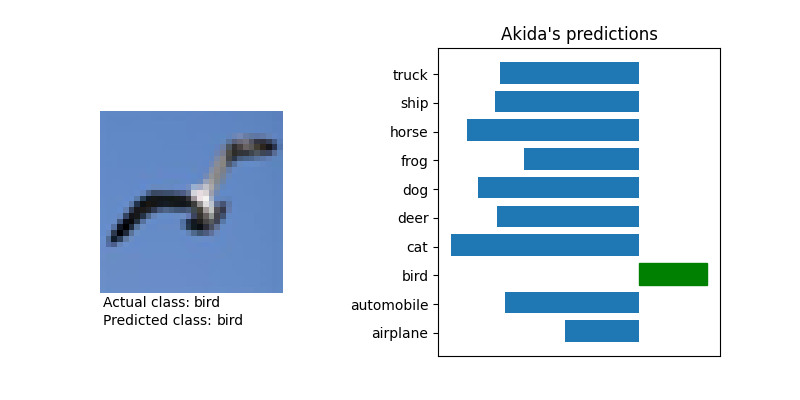 Akida's predictions
truck
ship
horse
frog
dog
deer
cat
bird
automobile
airplane
Actual class: bird
Predicted class: bird